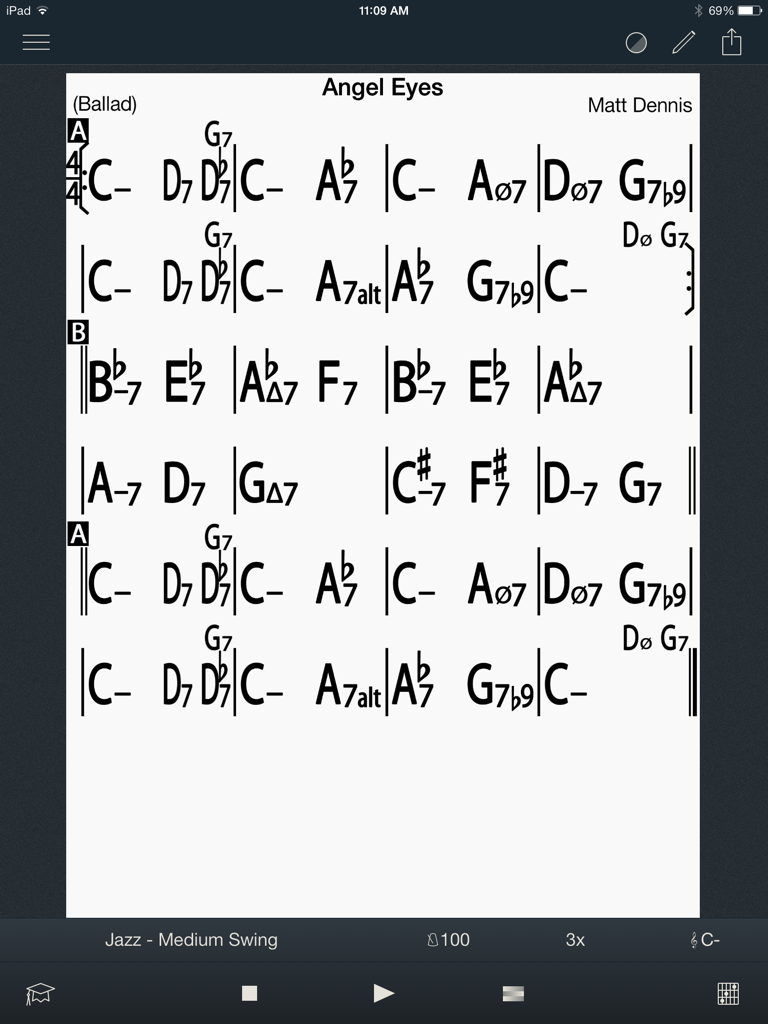 iPad 11:09 AM 69%
Angel Eyes
(Ballad) Matt Dennis
A
G7
4/4 C– D7 D♭7 C– A♭7 C– Aø7 Dø7 G7♭9
G7 Dø G7
C– D7 D♭7 C– A7alt A♭7 G7♭9 C–
B
B♭–7 E♭7 A♭Δ7 F7 B♭–7 E♭7 A♭Δ7
A–7 D7 GΔ7 C♯–7 F♯7 D–7 G7
A
G7
C– D7 D♭7 C– A♭7 C– Aø7 Dø7 G7♭9
G7 Dø G7
C– D7 D♭7 C– A7alt A♭7 G7♭9 C–
Jazz - Medium Swing 100 3x C-